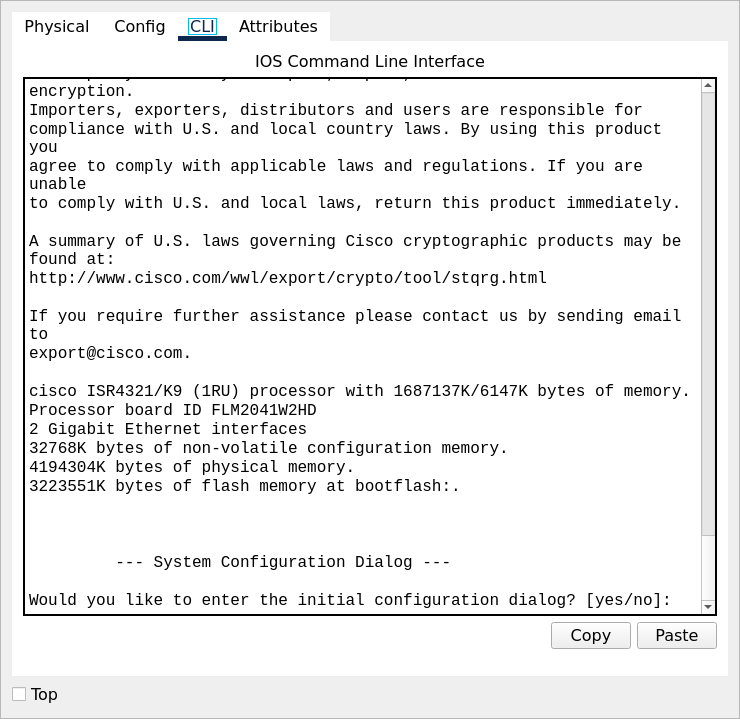 Physical Config CLI Attributes
IOS Command Line Interface
encryption.
Importers, exporters, distributors and users are responsible for
compliance with U.S. and local country laws. By using this product
you
agree to comply with applicable laws and regulations. If you are
unable
to comply with U.S. and local laws, return this product immediately.
A summary of U.S. laws governing Cisco cryptographic products may be
found at:
http://www.cisco.com/wwl/export/crypto/tool/stqrg.html
If you require further assistance please contact us by sending email
to
export@cisco.com.
cisco ISR4321/K9 (1RU) processor with 1687137K/6147K bytes of memory.
Processor board ID FLM2041W2HD
2 Gigabit Ethernet interfaces
32768K bytes of non-volatile configuration memory.
4194304K bytes of physical memory.
3223551K bytes of flash memory at bootflash:.
--- System Configuration Dialog ---
Would you like to enter the initial configuration dialog? [yes/no]:
Copy Paste
Top